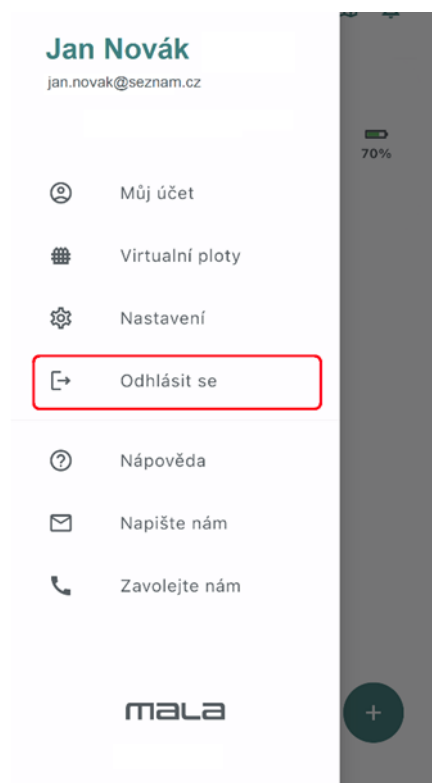 Jan Novák
jan.novak@seznam.cz
70%
Můj účet
Virtualní ploty
Nastavení
Odhlásit se
Nápověda
Napište nám
Zavolejte nám
mala